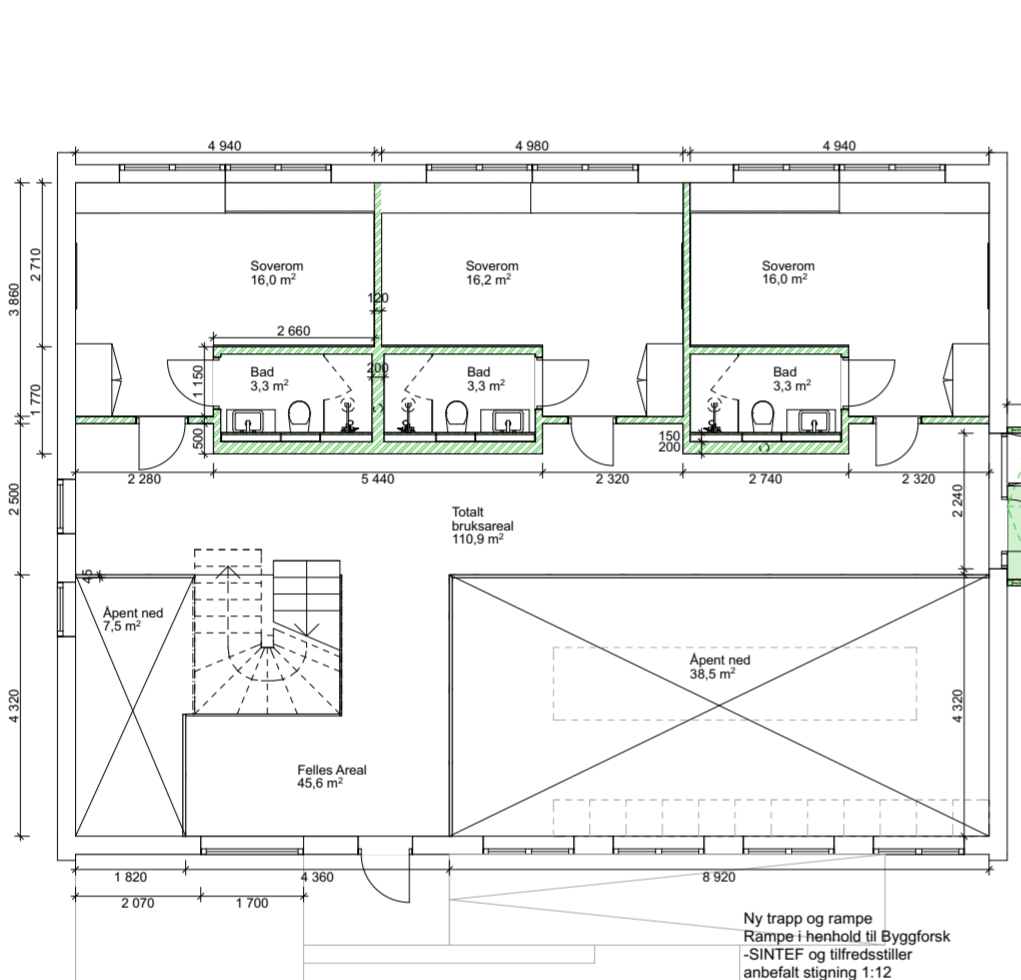 4 940
4 980
4 940
2 710
3 860
1 770
2 500
4 320
Soverom
16,0 m²
Soverom
16,2 m²
Soverom
16,0 m²
120
2 660
200
1 150
500
Bad
3,3 m²
Bad
3,3 m²
Bad
3,3 m²
150
200
2 280
5 440
2 320
2 740
2 320
2 240
Totalt
bruksareal
110,9 m²
45
Åpent ned
7,5 m²
Åpent ned
38,5 m²
4 320
Felles Areal
45,6 m²
1 820
4 360
8 920
2 070
1 700
Ny trapp og rampe
Rampe i henhold til Byggforsk
-SINTEF og tilfredsstiller
anbefalt stigning 1:12